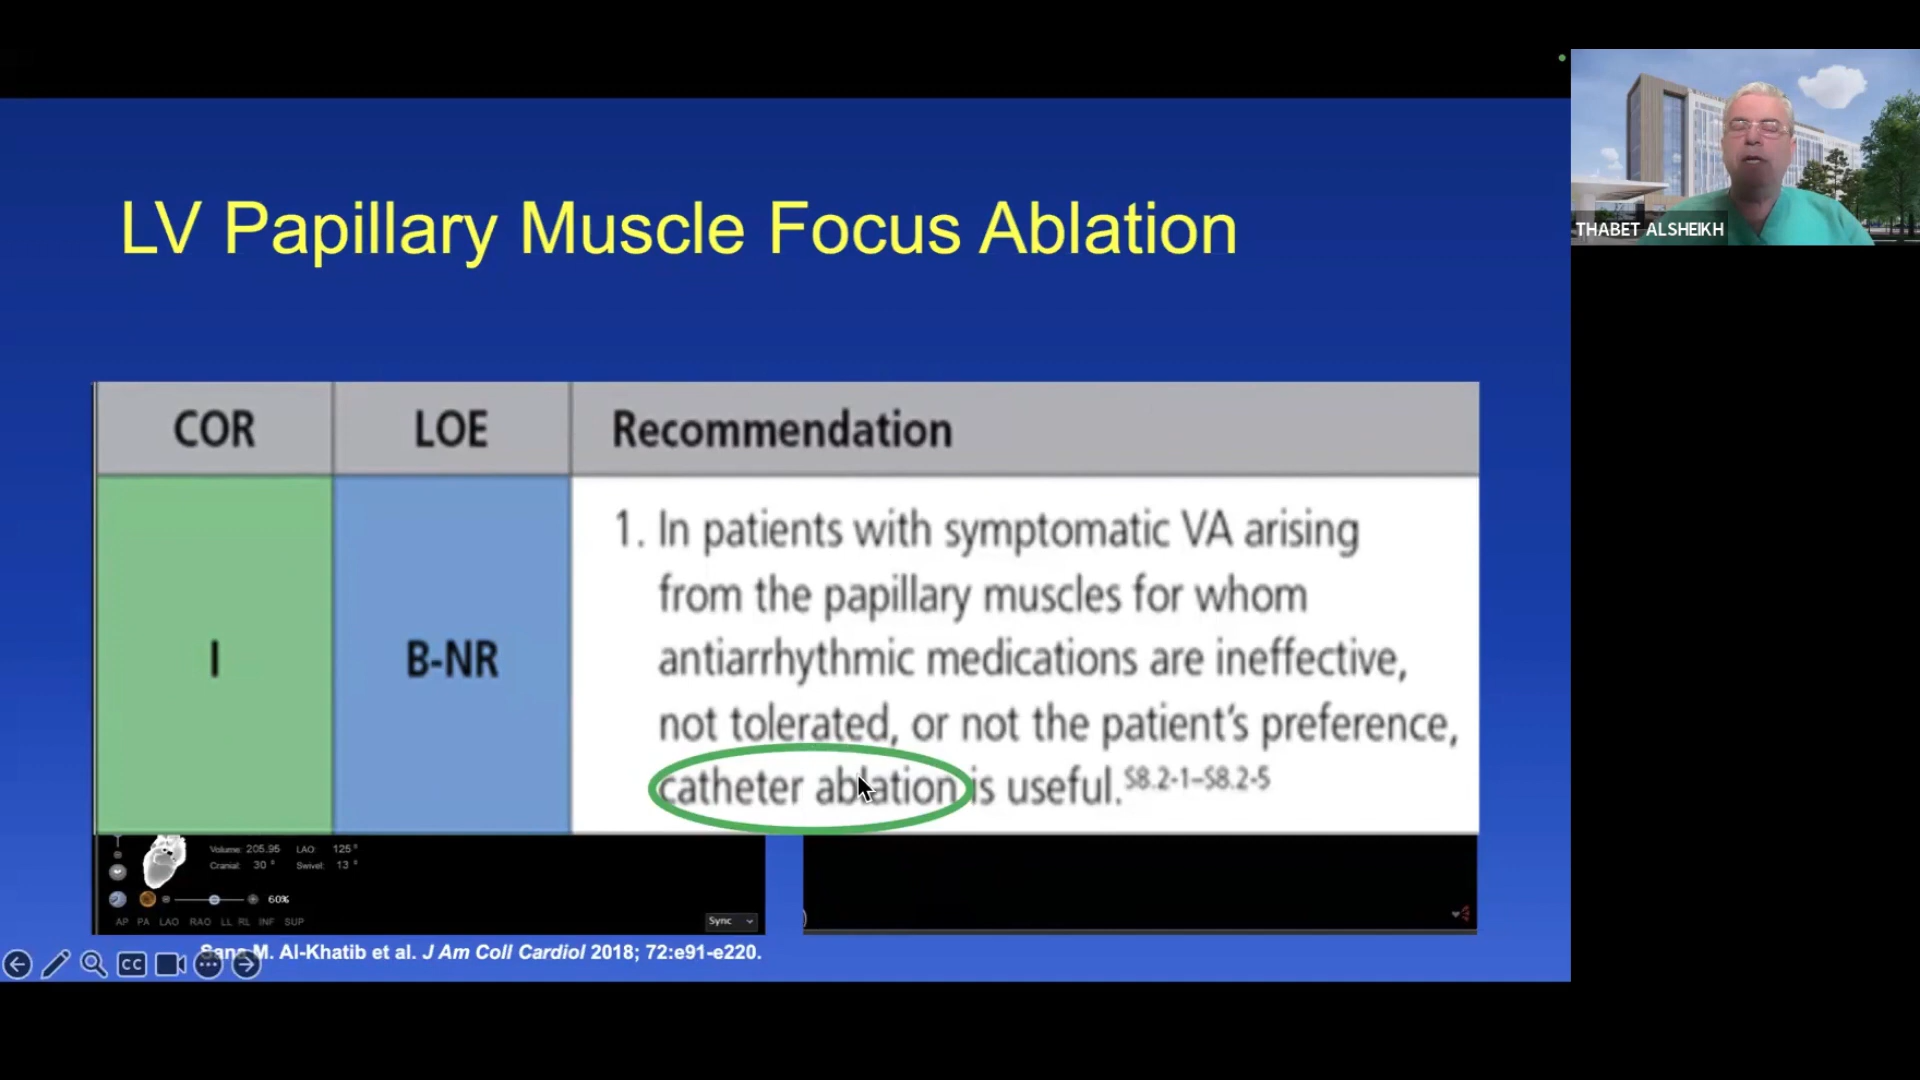 THABET ALSHEIKH
LV Papillary Muscle Focus Ablation
COR LOE Recommendation
I B-NR
1. In patients with symptomatic VA arising
from the papillary muscles for whom
antiarrhythmic medications are ineffective,
not tolerated, or not the patient's preference,
catheter ablation is useful.S8.2-1–S8.2-5
Volume: 205.95 LAO: 125°
Cranial: 30° Swivel: 13°
60%
AP PA LAO RAO LL RL INF SUP
Sync
Sana M. Al-Khatib et al. J Am Coll Cardiol 2018; 72:e91-e220.
CC